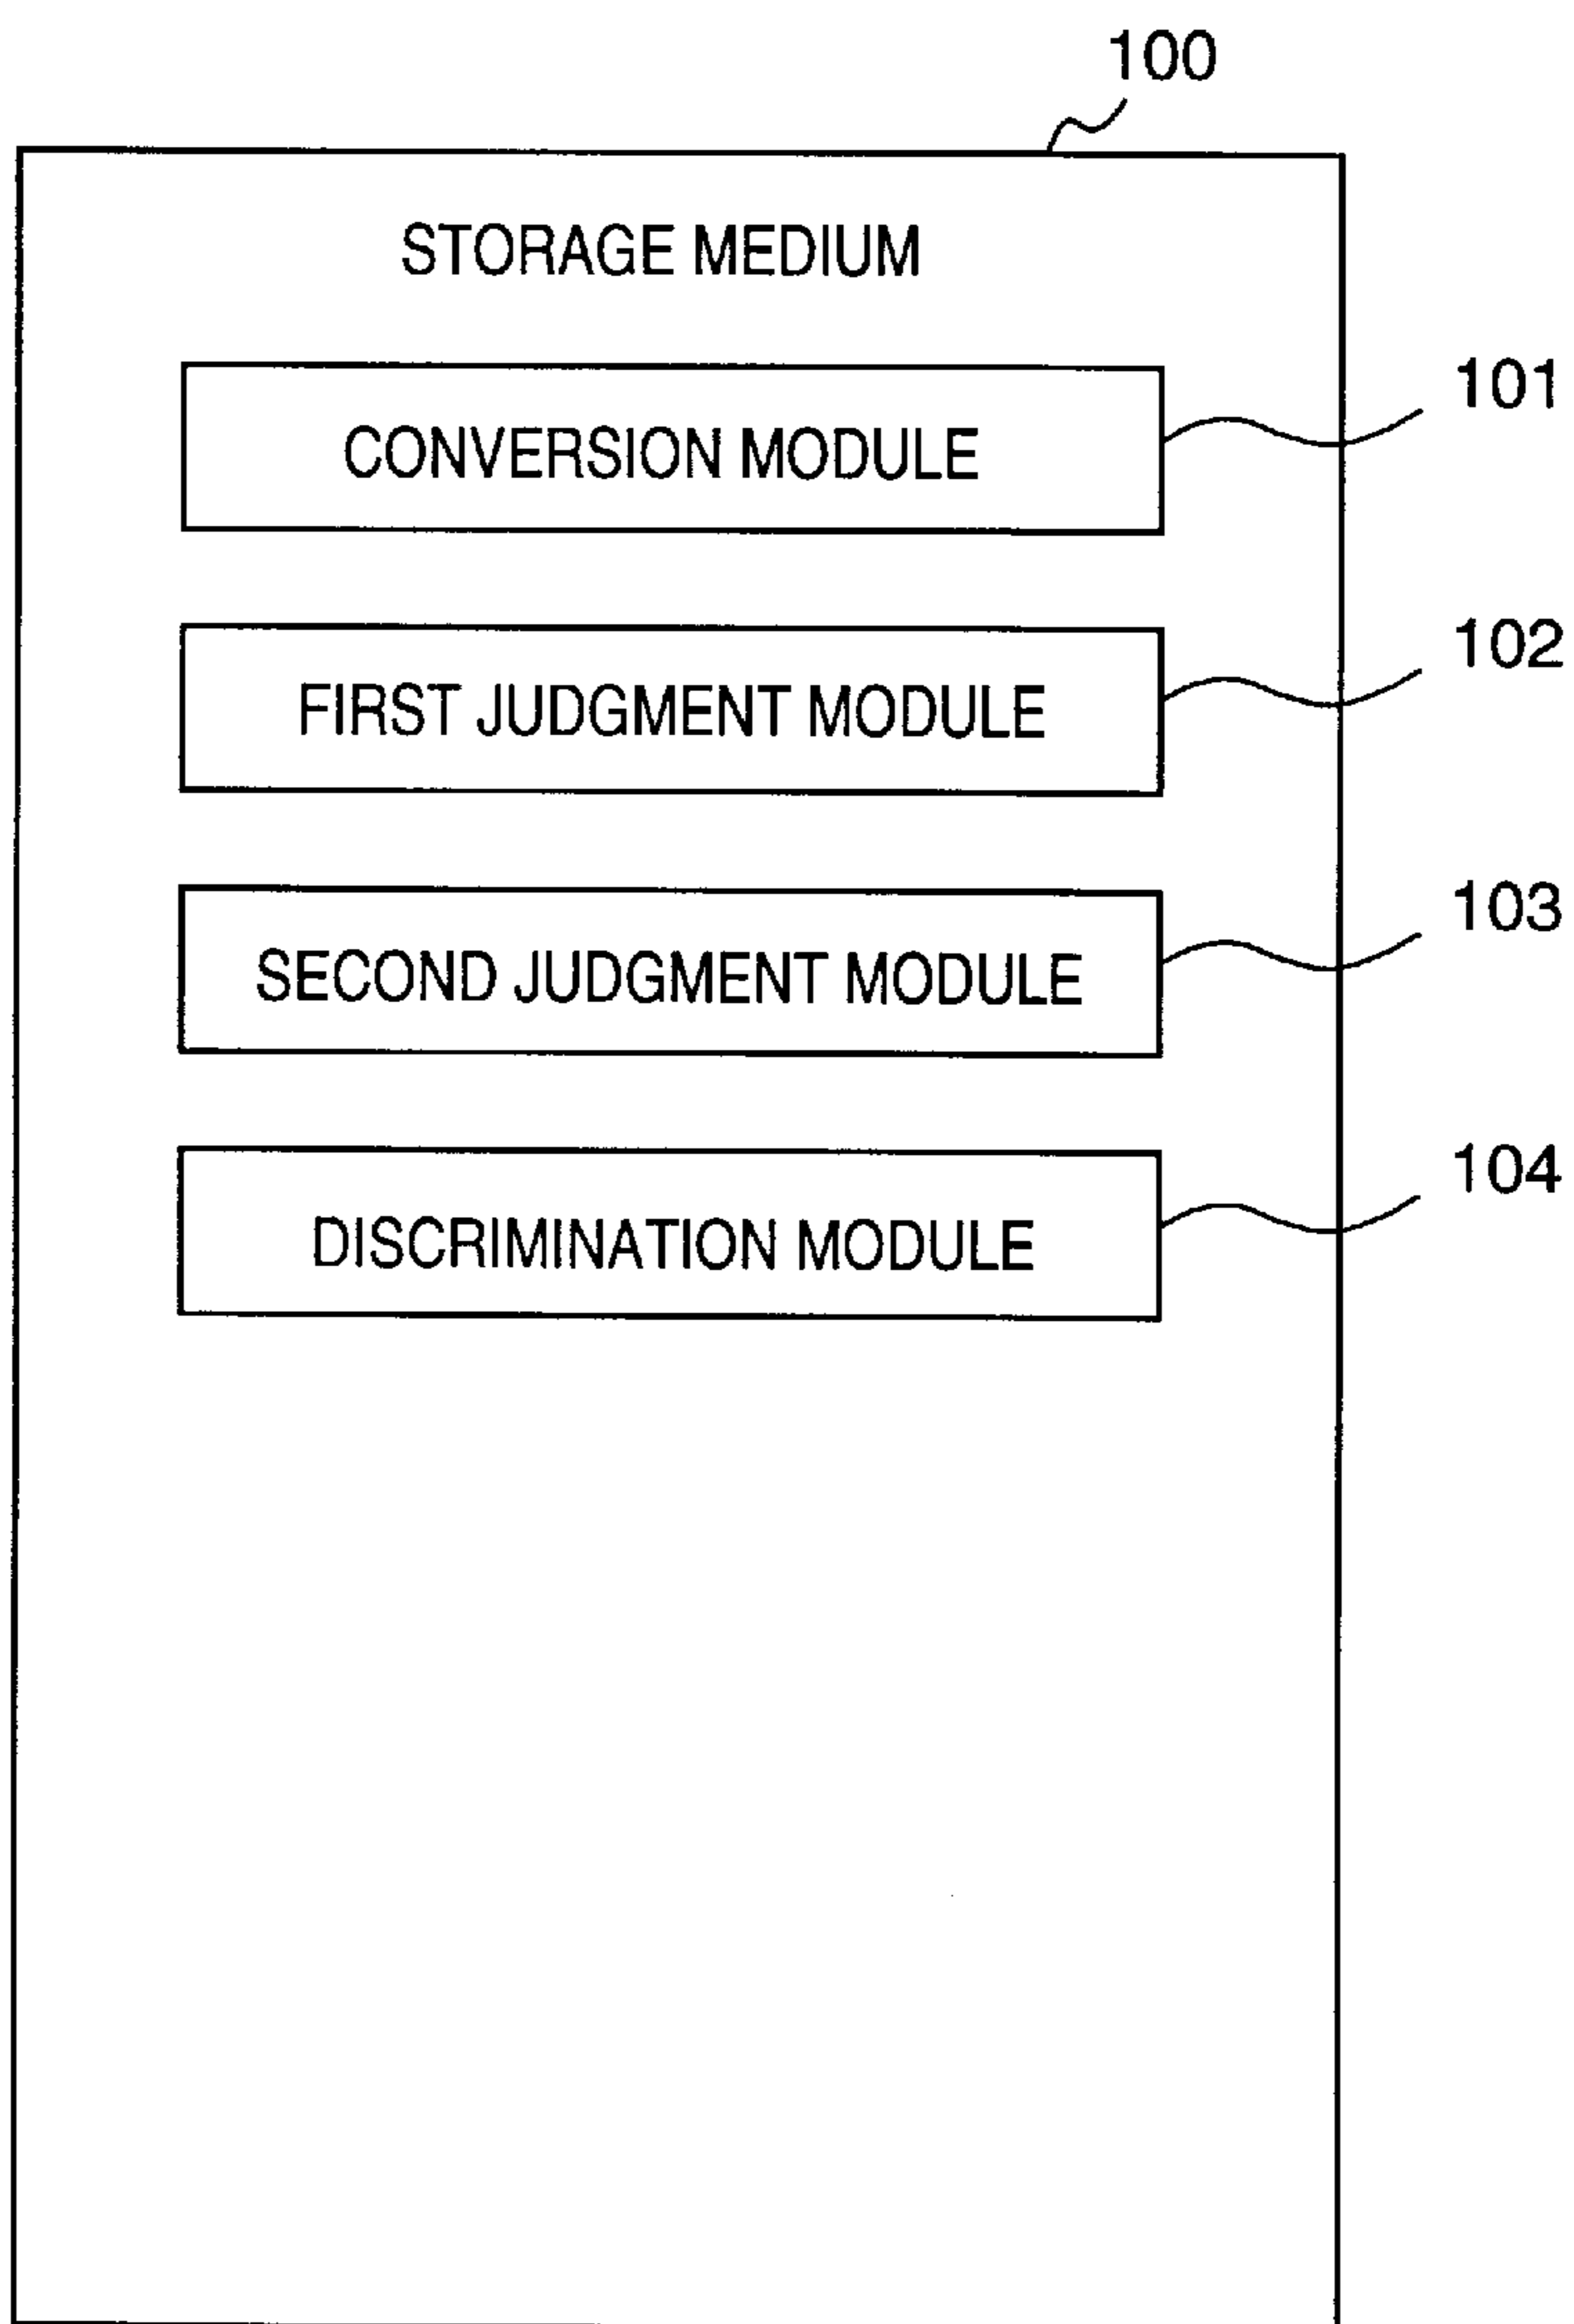 100
STORAGE MEDIUM
101
CONVERSION MODULE
102
FIRST JUDGMENT MODULE
103
SECOND JUDGMENT MODULE
104
DISCRIMINATION MODULE